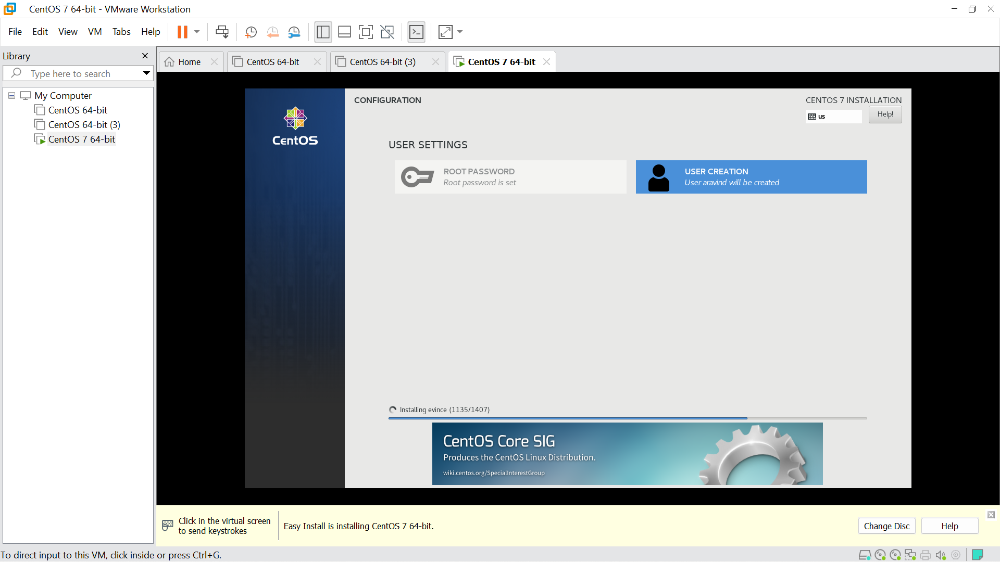 CentOS 7 64-bit - VMware Workstation
File Edit View VM Tabs Help
Library
Type here to search
My Computer
CentOS 64-bit
CentOS 64-bit (3)
CentOS 7 64-bit
Home
CentOS 64-bit
CentOS 64-bit (3)
CentOS 7 64-bit
CentOS
CONFIGURATION
CENTOS 7 INSTALLATION
us
Help!
USER SETTINGS
ROOT PASSWORD
Root password is set
USER CREATION
User aravind will be created
Installing evince (1135/1407)
CentOS Core SIG
Produces the CentOS Linux Distribution.
wiki.centos.org/SpecialInterestGroup
Click in the virtual screen
to send keystrokes
Easy Install is installing CentOS 7 64-bit.
Change Disc
Help
To direct input to this VM, click inside or press Ctrl+G.